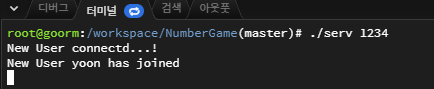 디버그 터미널 검색 아웃풋
root@goorm:/workspace/NumberGame(master)# ./serv 1234
New User connectd...!
New User yoon has joined